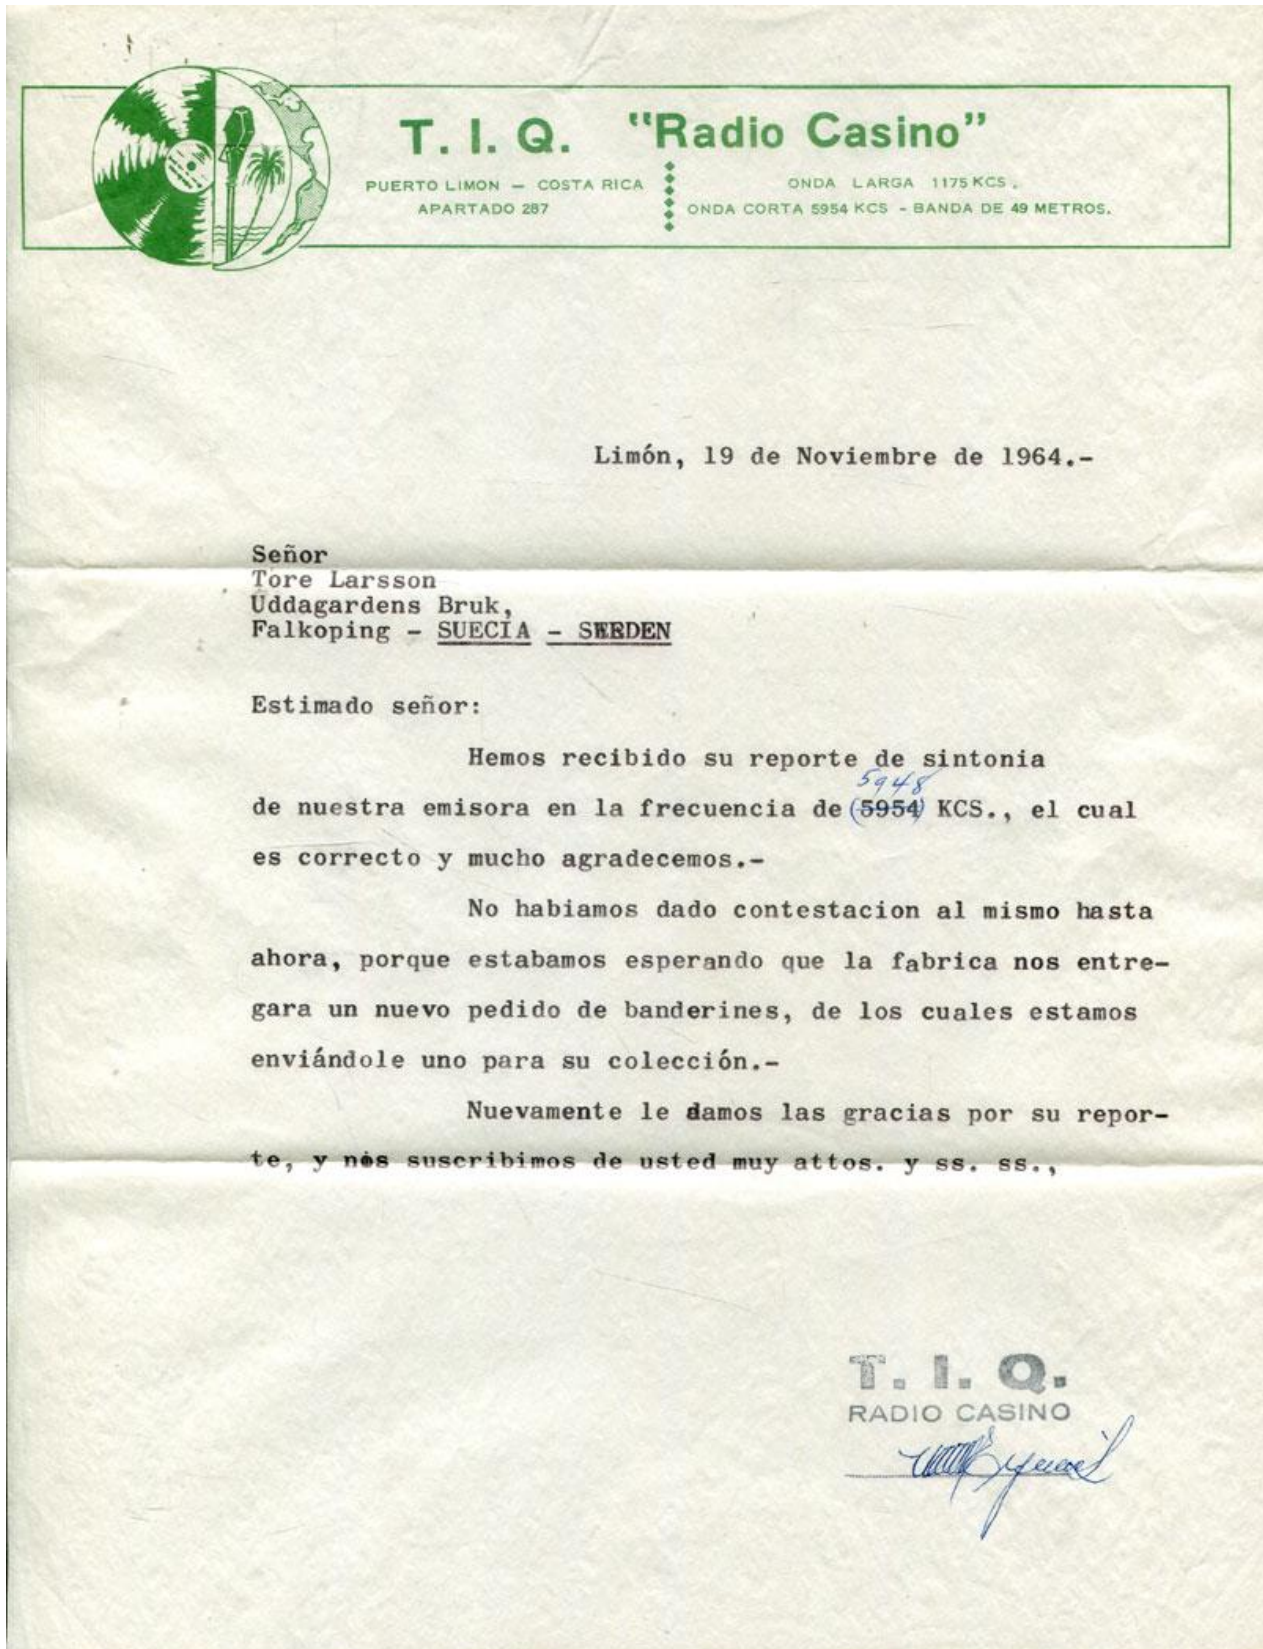 T. I. Q. "Radio Casino"
PUERTO LIMON — COSTA RICA
APARTADO 287
ONDA LARGA 1175 KCS.
ONDA CORTA 5954 KCS - BANDA DE 49 METROS.
Limón, 19 de Noviembre de 1964.-
Señor
Tore Larsson
Uddagardens Bruk,
Falkoping - SUECIA - SWEDEN
Estimado señor:
Hemos recibido su reporte de sintonia
5948
de nuestra emisora en la frecuencia de (5954) KCS., el cual
es correcto y mucho agradecemos.-
No habiamos dado contestacion al mismo hasta
ahora, porque estabamos esperando que la fabrica nos entre-
gara un nuevo pedido de banderines, de los cuales estamos
enviándole uno para su colección.-
Nuevamente le damos las gracias por su repor-
te, y nos suscribimos de usted muy attos. y ss. ss.,
T. I. Q.
RADIO CASINO